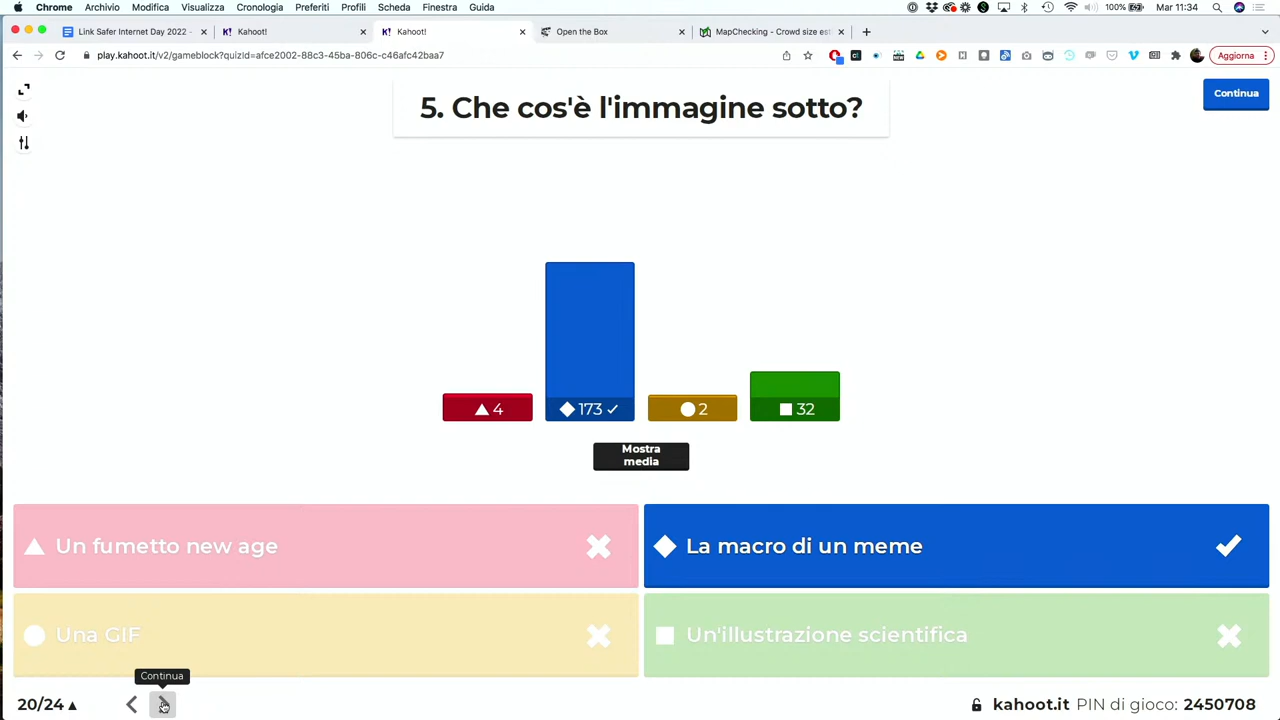 Chrome Archivio Modifica Visualizza Cronologia Preferiti Profili Scheda Finestra Guida 100% Mar 11:34
Link Safer Internet Day 2022 - Kahoot! Kahoot! Open the Box MapChecking - Crowd size est
play.kahoot.it/v2/gameblock?quizId=afce2002-88c3-45ba-806c-c46afc42baa7 Aggiorna
5. Che cos'è l'immagine sotto?
Continua
4 173 2 32
Mostra
media
Un fumetto new age
La macro di un meme
Una GIF
Un'illustrazione scientifica
Continua
20/24
kahoot.it PIN di gioco: 2450708